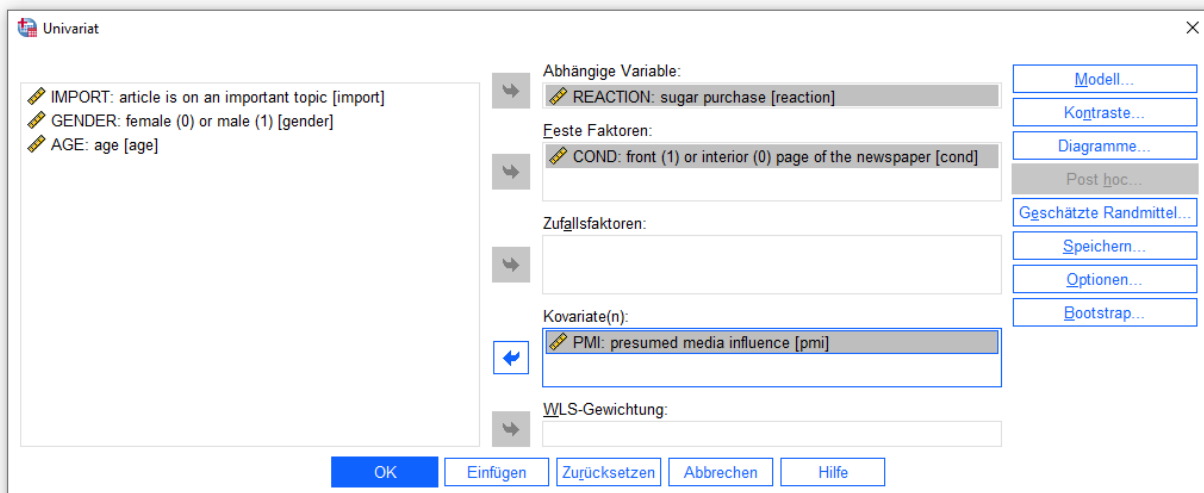 Univariat
IMPORT: article is on an important topic [import]
GENDER: female (0) or male (1) [gender]
AGE: age [age]
Abhängige Variable:
REACTION: sugar purchase [reaction]
Feste Faktoren:
COND: front (1) or interior (0) page of the newspaper [cond]
Zufallsfaktoren:
Kovariate(n):
PMI: presumed media influence [pmi]
WLS-Gewichtung:
Modell...
Kontraste...
Diagramme...
Post hoc...
Geschätzte Randmittel...
Speichern...
Optionen...
Bootstrap...
OK
Einfügen
Zurücksetzen
Abbrechen
Hilfe